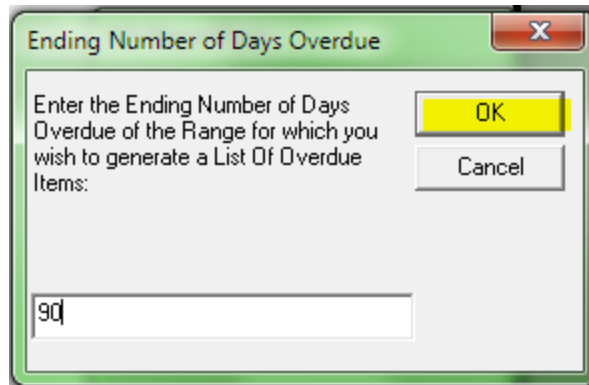 Ending Number of Days Overdue
Enter the Ending Number of Days
Overdue of the Range for which you
wish to generate a List Of Overdue
Items:
OK
Cancel
90